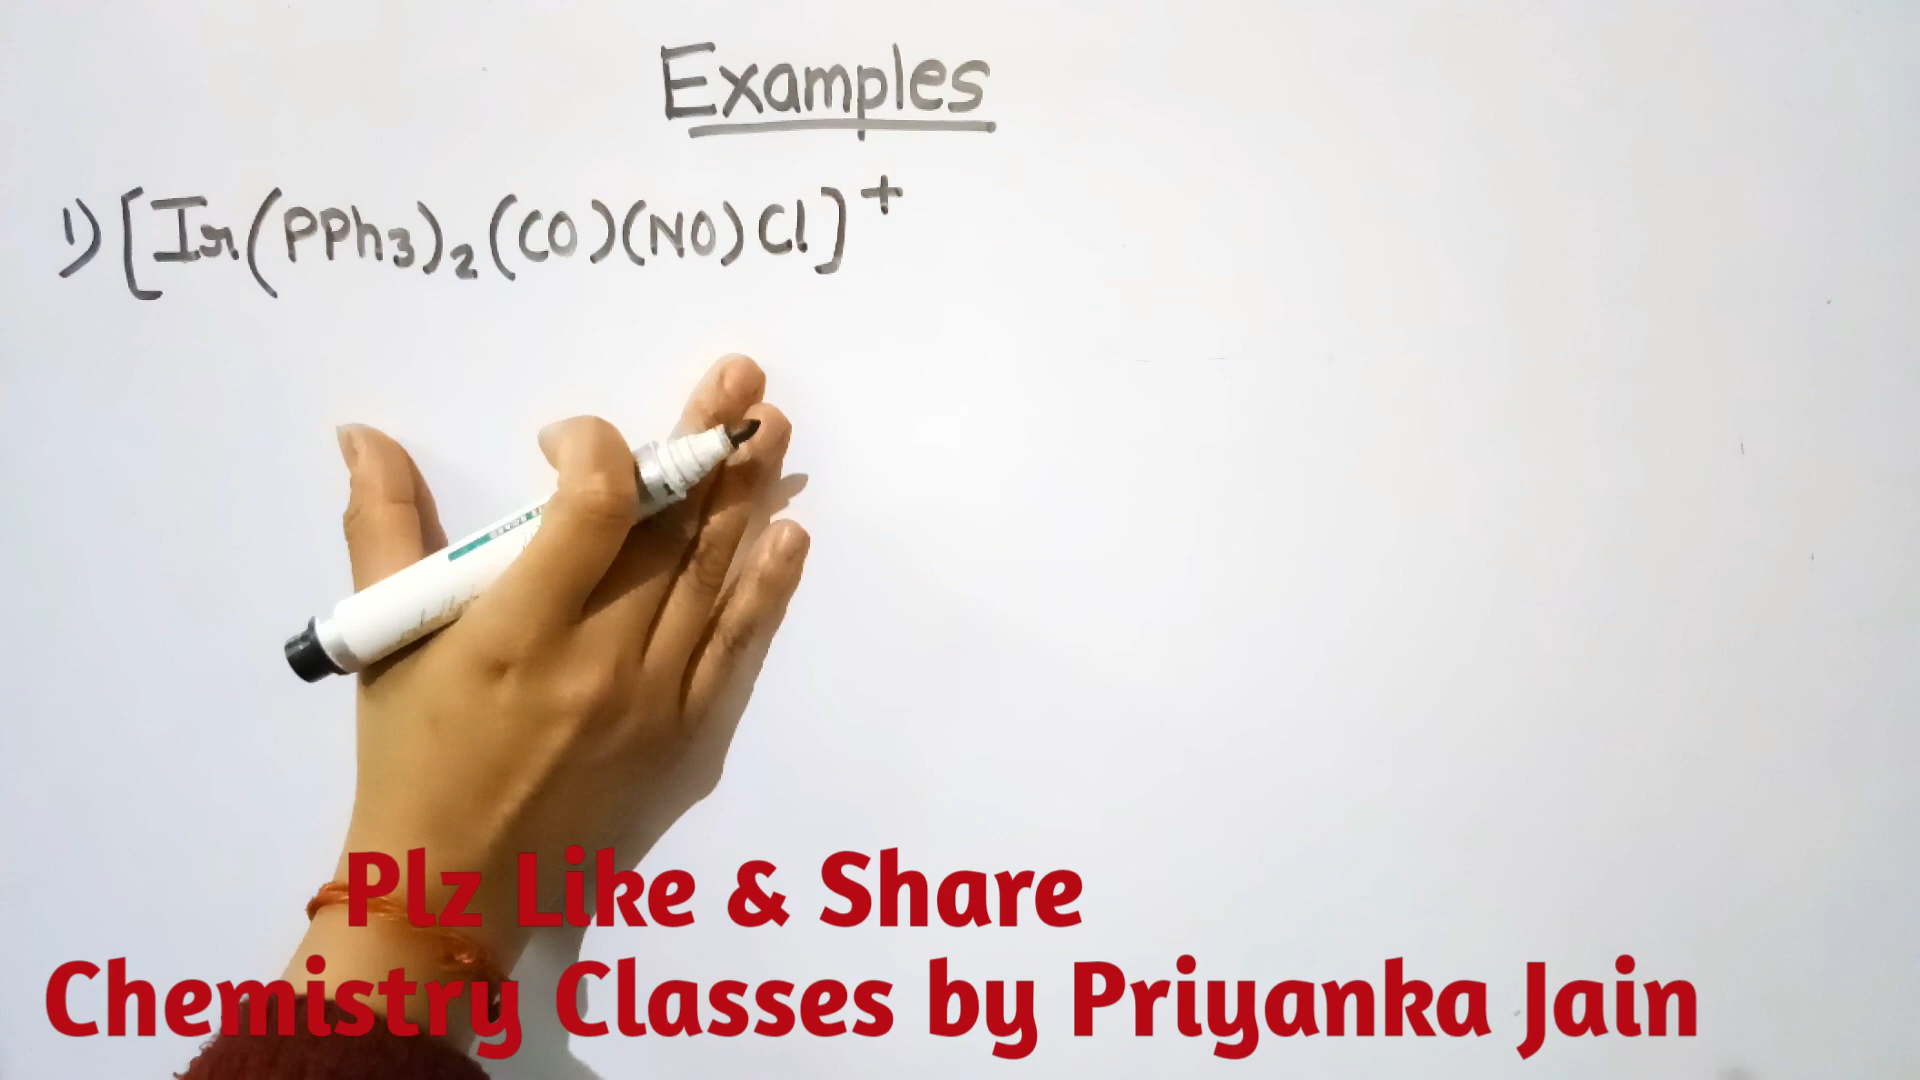 Examples
1) [Ir(PPh3)₂(CO)(NO)Cl]⁺
Plz Like & Share
Chemistry Classes by Priyanka Jain